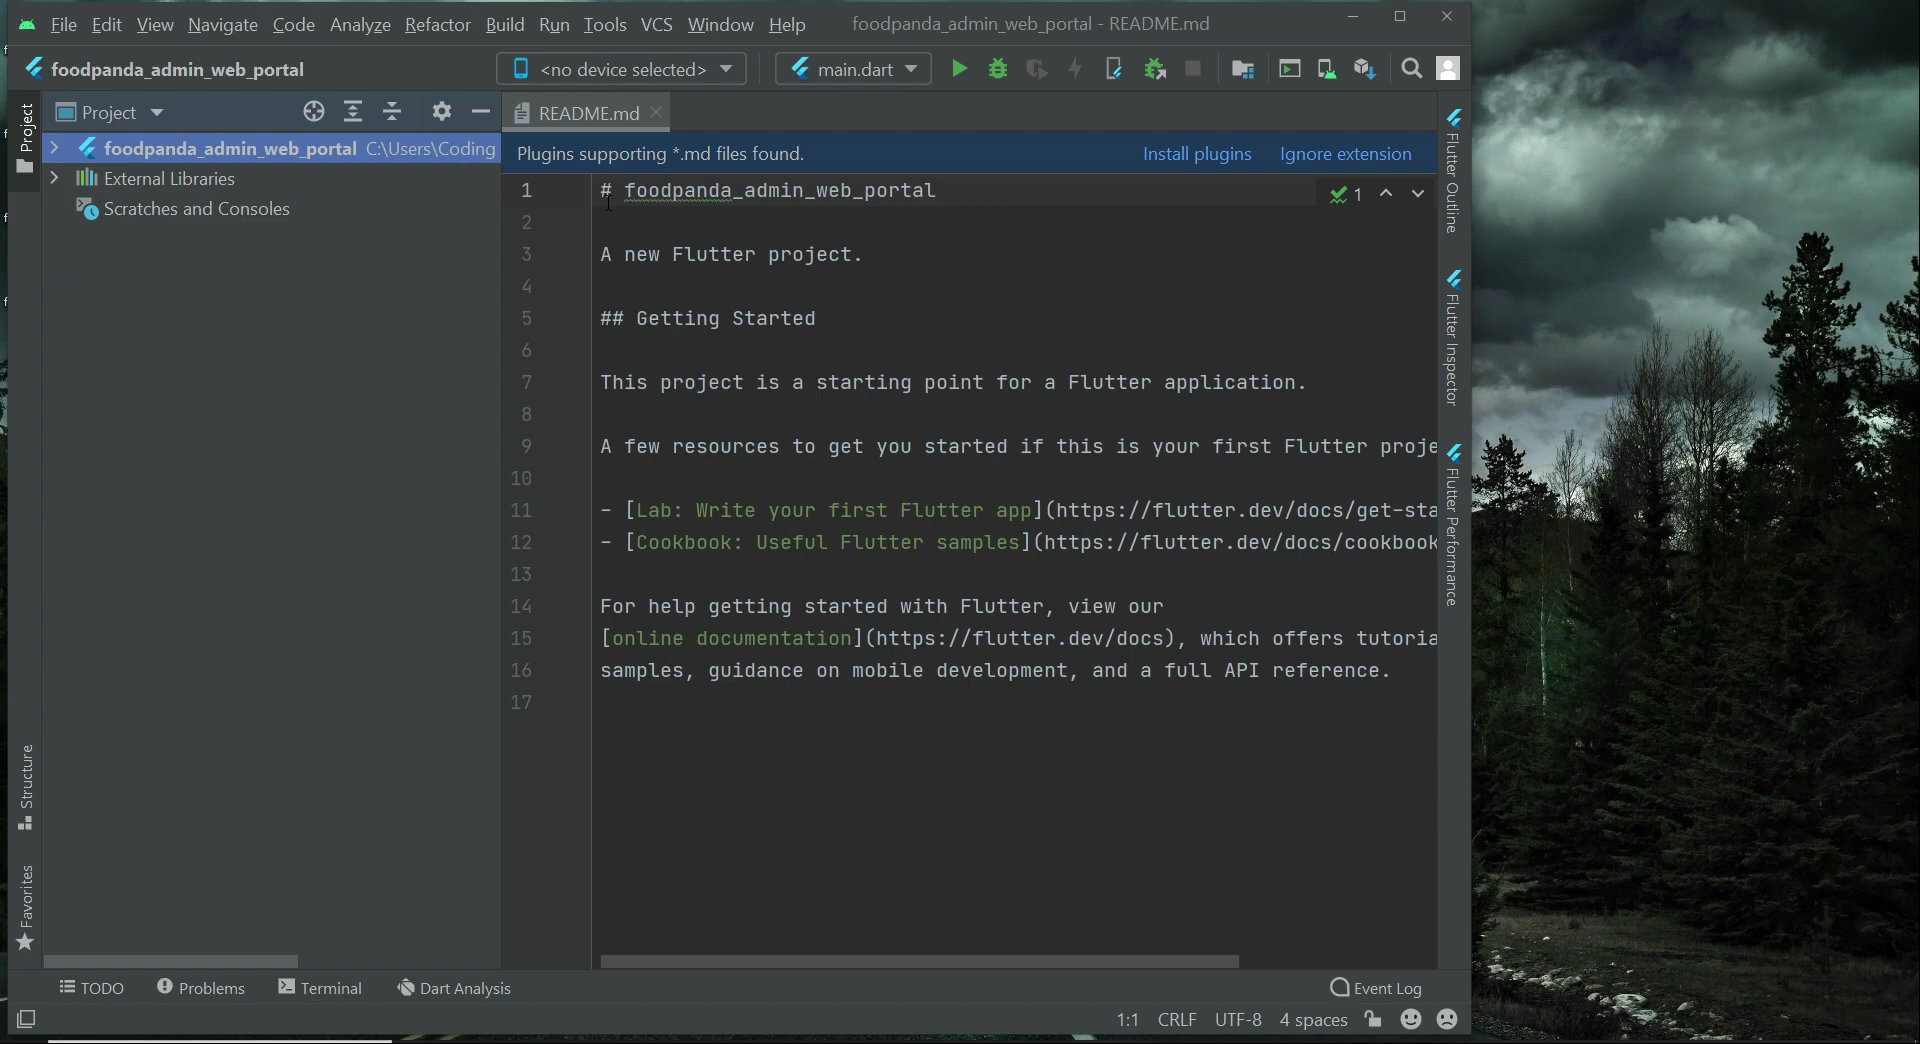 File Edit View Navigate Code Analyze Refactor Build Run Tools VCS Window Help foodpanda_admin_web_portal - README.md
foodpanda_admin_web_portal <no device selected> main.dart
Project
Project
README.md
foodpanda_admin_web_portal C:\Users\Coding
External Libraries
Scratches and Consoles
Plugins supporting *.md files found. Install plugins Ignore extension
1 # foodpanda_admin_web_portal 1
2
3 A new Flutter project.
4
5 ## Getting Started
6
7 This project is a starting point for a Flutter application.
8
9 A few resources to get you started if this is your first Flutter proje
10
11 - [Lab: Write your first Flutter app](https://flutter.dev/docs/get-sta
12 - [Cookbook: Useful Flutter samples](https://flutter.dev/docs/cookbook
13
14 For help getting started with Flutter, view our
15 [online documentation](https://flutter.dev/docs), which offers tutoria
16 samples, guidance on mobile development, and a full API reference.
17
Flutter Outline
Flutter Inspector
Flutter Performance
Structure
Favorites
TODO Problems Terminal Dart Analysis Event Log
1:1 CRLF UTF-8 4 spaces